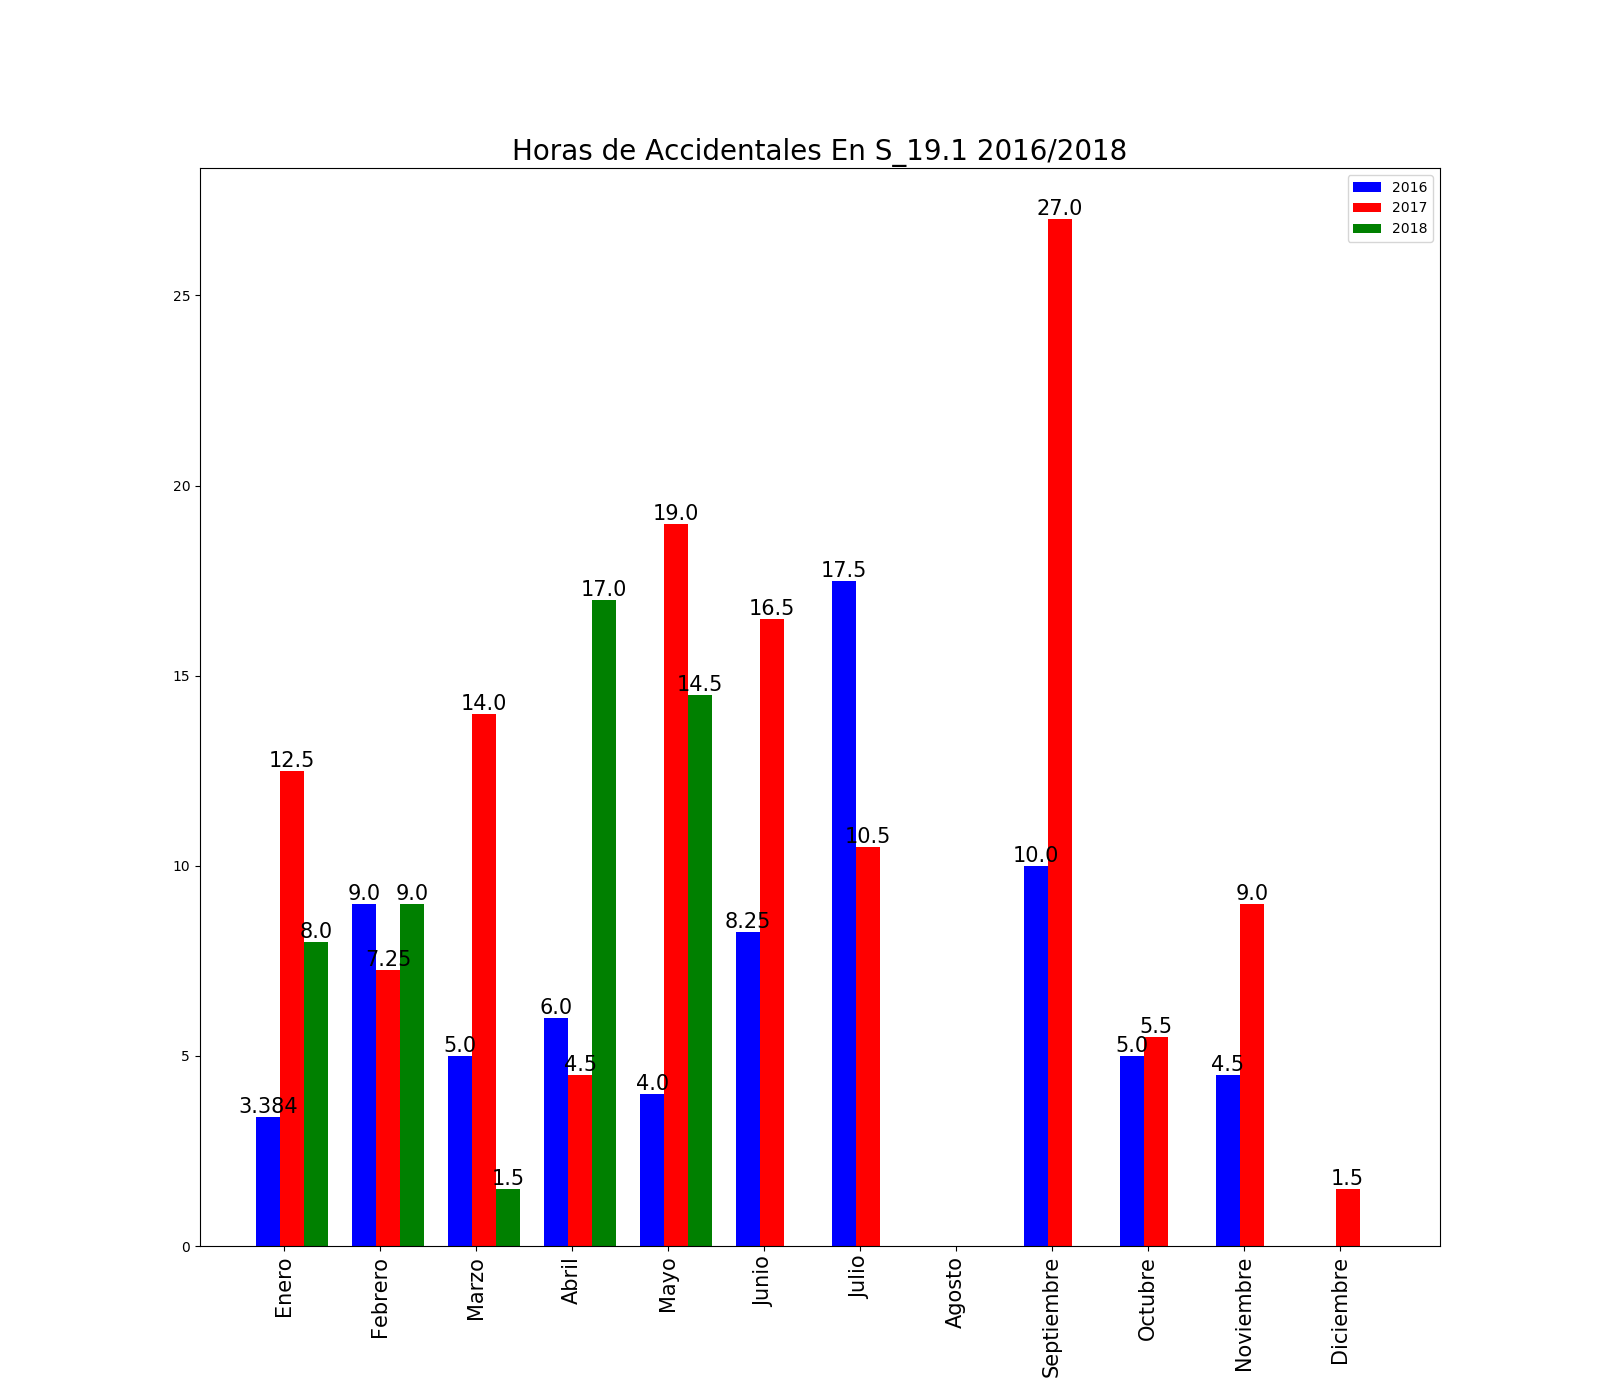 Horas de Accidentales En S_19.1 2016/2018
2016
2017
2018
27.0
25
20
19.0
17.0
17.5
16.5
15
14.5
14.0
12.5
10.5
10
10.0
9.0
9.0
9.0
8.25
8.0
7.25
6.0
5.5
5
5.0
5.0
4.5
4.5
4.0
3.384
1.5
1.5
0
Enero
Febrero
Marzo
Abril
Mayo
Junio
Julio
Agosto
Septiembre
Octubre
Noviembre
Diciembre